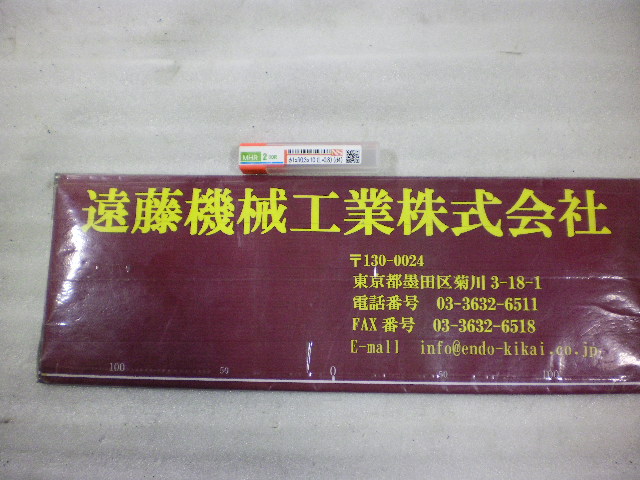 MHR 2
遠藤機械工業株式会社
〒130-0024
東京都墨田区菊川 3-18-1
電話番号 03-3632-6511
FAX 番号 03-3632-6518
E-mall info@endo-kikai.co.jp
100 50 0 50 100